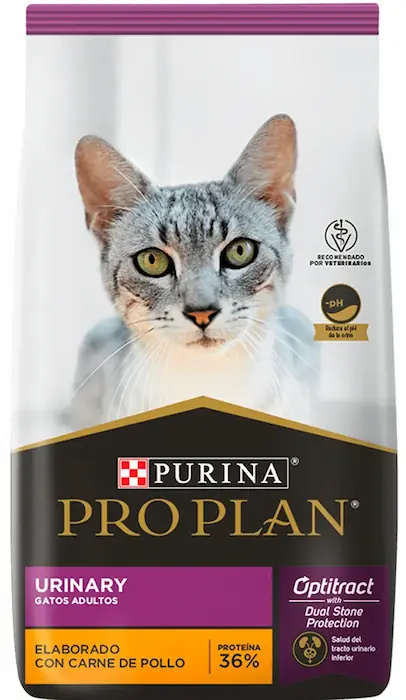 RECOMENDADO
POR VETERINARIOS
-pH
Reduce el pH
de la orina
PURINA®
PRO PLAN®
URINARY
GATOS ADULTOS
ELABORADO
CON CARNE DE POLLO
PROTEÍNA
36%
Optitract
with
Dual Stone
Protection
Salud del
tracto urinario
inferior